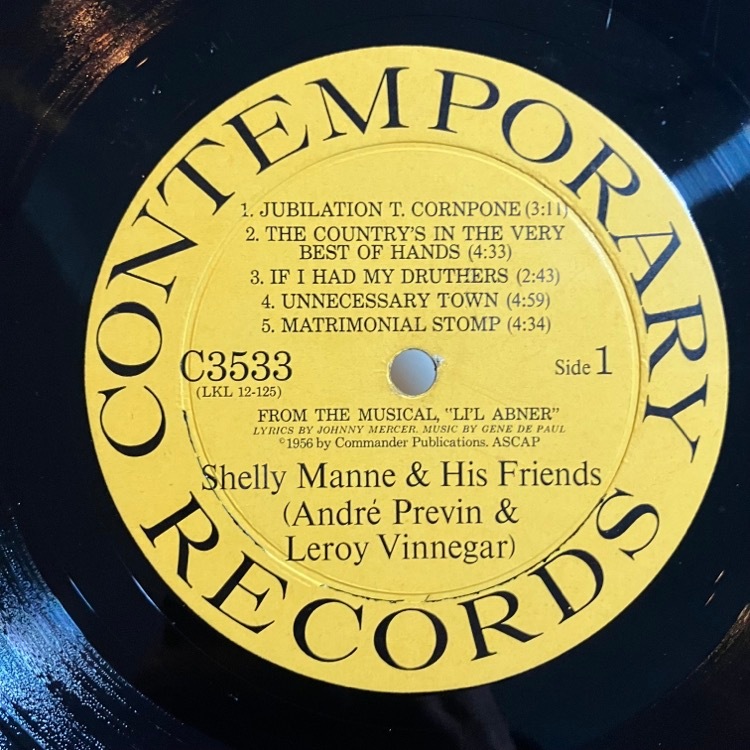 CONTEMPORARY
1. JUBILATION T. CORNPONE (3:11)
2. THE COUNTRY'S IN THE VERY
BEST OF HANDS (4:33)
3. IF I HAD MY DRUTHERS (2:43)
4. UNNECESSARY TOWN (4:59)
5. MATRIMONIAL STOMP (4:34)
C3533
(LKL 12-125)
Side 1
FROM THE MUSICAL, "LI'L ABNER"
LYRICS BY JOHNNY MERCER. MUSIC BY GENE DE PAUL
©1956 by Commander Publications. ASCAP
Shelly Manne & His Friends
(André Previn &
Leroy Vinnegar)
RECORDS